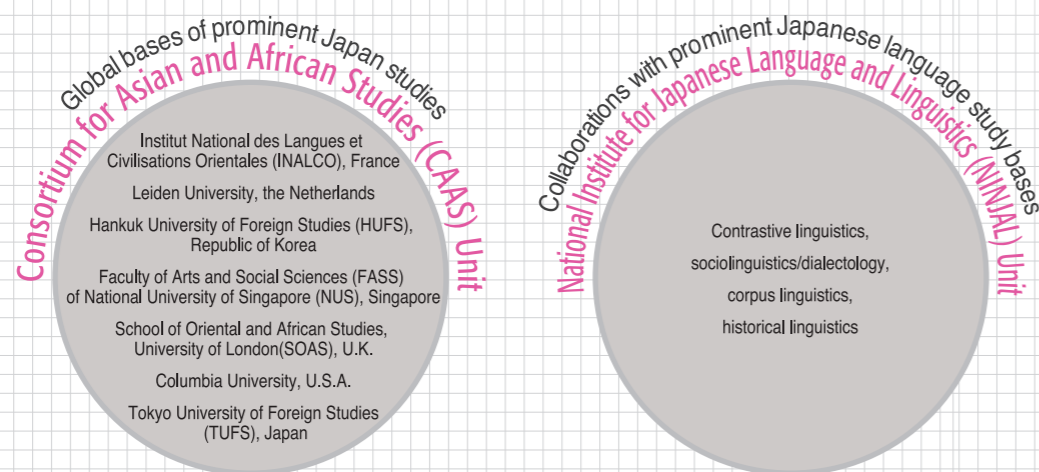 Global bases of prominent Japan studies
Consortium for Asian and African Studies (CAAS) Unit
Institut National des Langues et
Civilisations Orientales (INALCO), France
Leiden University, the Netherlands
Hankuk University of Foreign Studies (HUFS),
Republic of Korea
Faculty of Arts and Social Sciences (FASS)
of National University of Singapore (NUS), Singapore
School of Oriental and African Studies,
University of London(SOAS), U.K.
Columbia University, U.S.A.
Tokyo University of Foreign Studies
(TUFS), Japan
Collaborations with prominent Japanese language study bases
National Institute for Japanese Language and Linguistics (NINJAL) Unit
Contrastive linguistics,
sociolinguistics/dialectology,
corpus linguistics,
historical linguistics